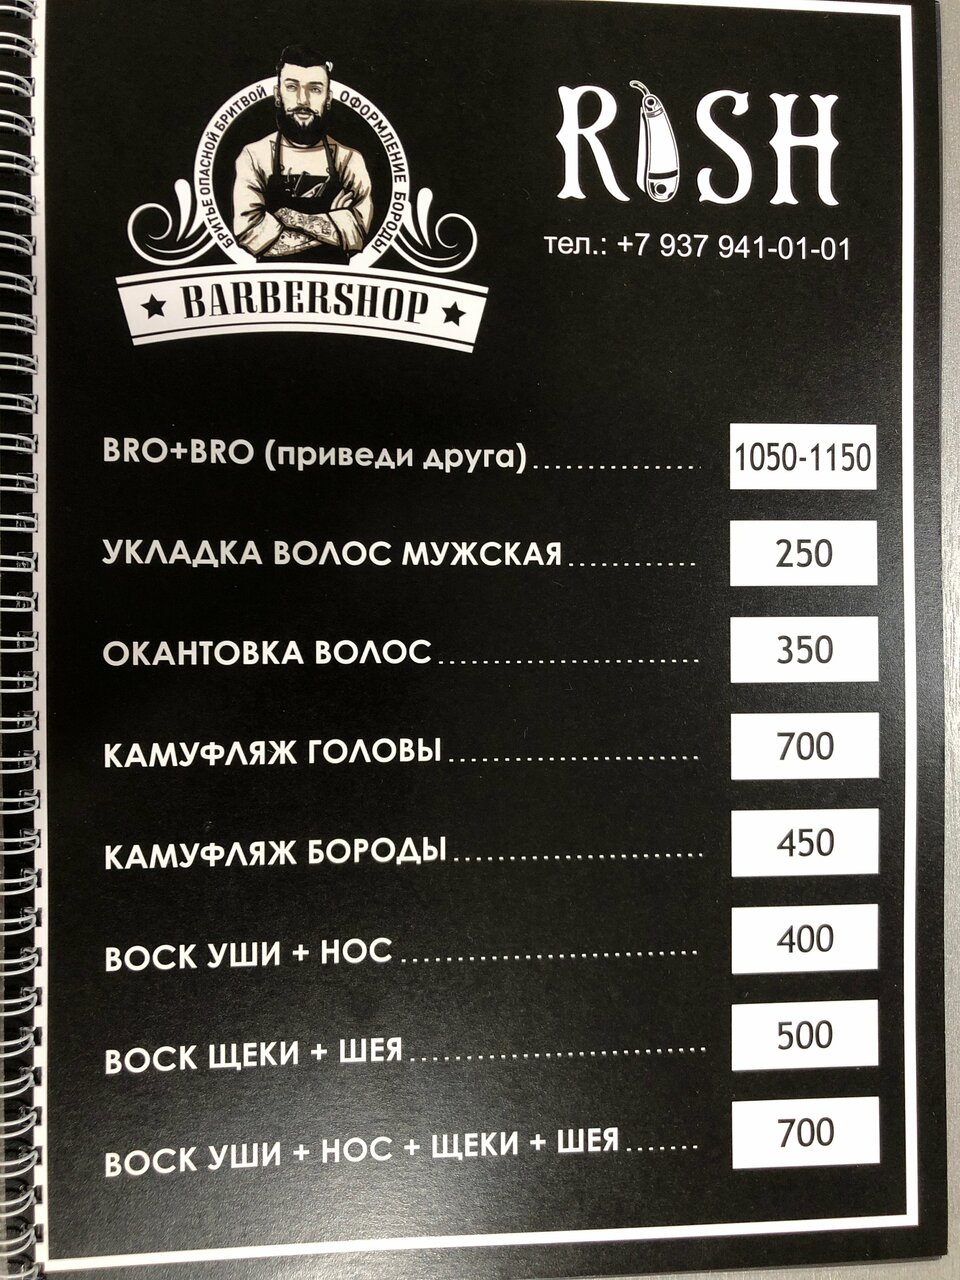 БРИТЬЕ ОПАСНОЙ БРИТВОЙ
ОФОРМЛЕНИЕ БОРОДЫ
BARBERSHOP
RISH
тел.: +7 937 941-01-01
BRO+BRO (приведи друга)................ 1050-1150
УКЛАДКА ВОЛОС МУЖСКАЯ............ 250
ОКАНТОВКА ВОЛОС........................ 350
КАМУФЛЯЖ ГОЛОВЫ....................... 700
КАМУФЛЯЖ БОРОДЫ....................... 450
ВОСК УШИ + НОС............................ 400
ВОСК ЩЕКИ + ШЕЯ........................... 500
ВОСК УШИ + НОС + ЩЕКИ + ШЕЯ....... 700